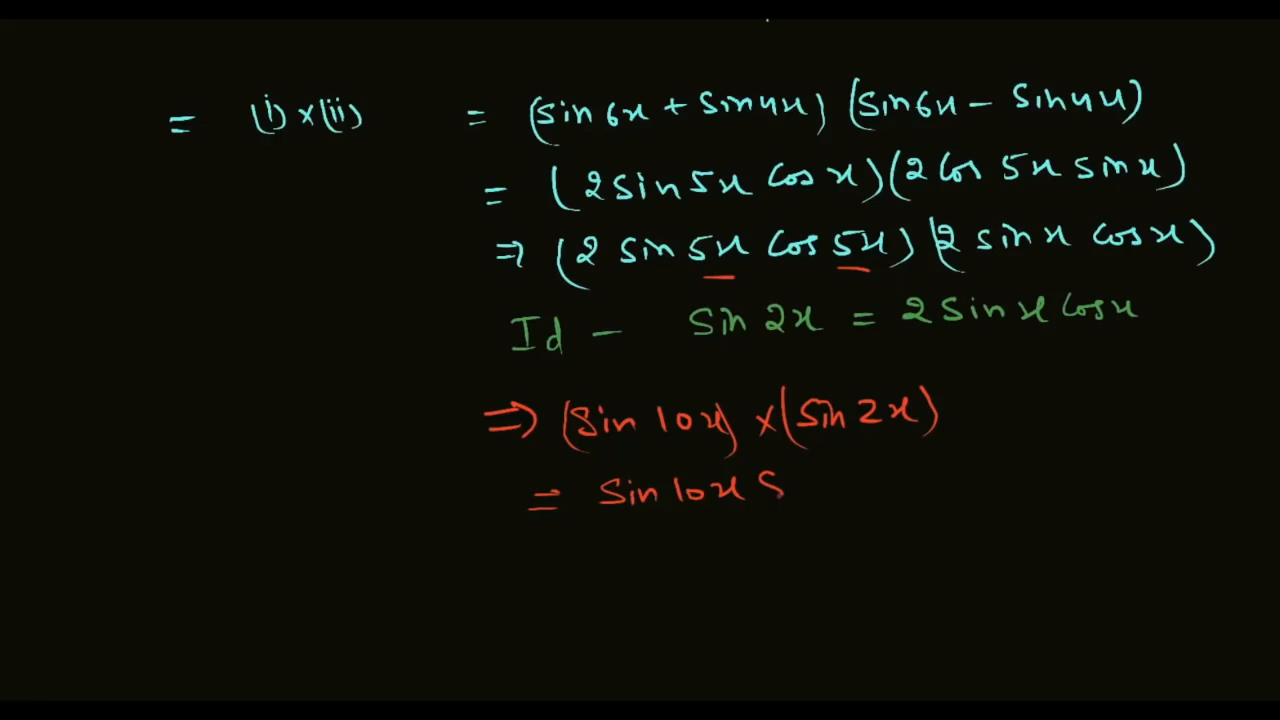 = (i) x (ii) = (sin 6x + sin 4x) (sin 6x - sin 4x)
= (2 sin 5x cos x) (2 cos 5x sin x)
⇒ (2 sin 5x cos 5x) (2 sin x cos x)
Id - sin 2x = 2 sin x cos x
⇒ (sin 10x) x (sin 2x)
= sin 10x s